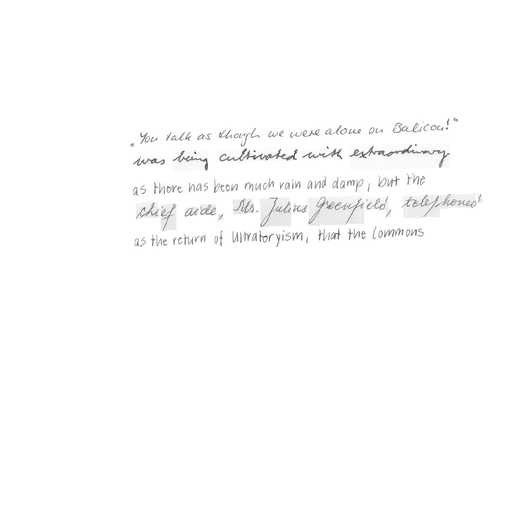 „You talk as though we were alone on Balicou!"
was being cultivated with extraordinary
as there has been much rain and damp, but the
chief aide, Mr. Julius Greenfield, telephoned
as the return of Ultratoryism, that the Commons